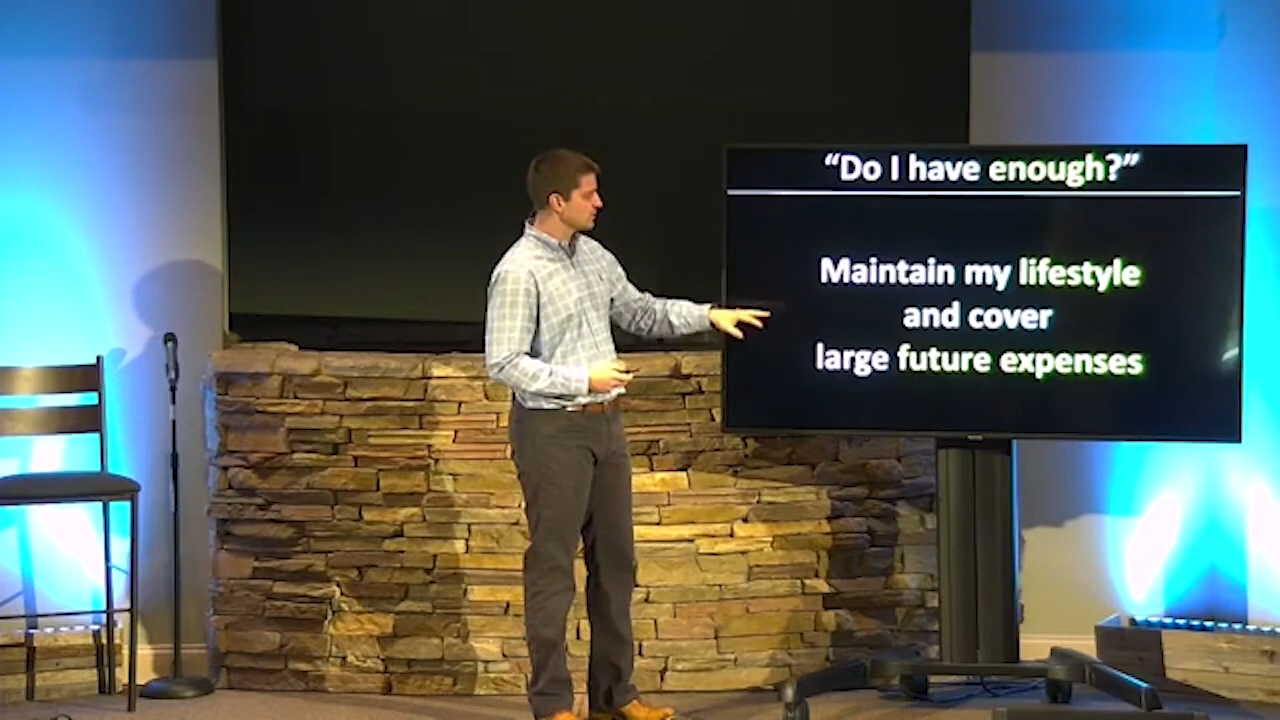 “Do I have enough?”
Maintain my lifestyle
and cover
large future expenses